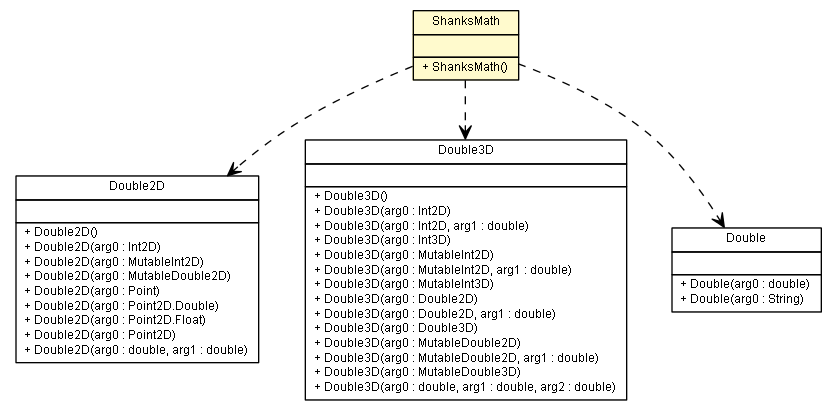 ShanksMath
+ ShanksMath()
Double2D
+ Double2D()
+ Double2D(arg0 : Int2D)
+ Double2D(arg0 : MutableInt2D)
+ Double2D(arg0 : MutableDouble2D)
+ Double2D(arg0 : Point)
+ Double2D(arg0 : Point2D.Double)
+ Double2D(arg0 : Point2D.Float)
+ Double2D(arg0 : Point2D)
+ Double2D(arg0 : double, arg1 : double)
Double3D
+ Double3D()
+ Double3D(arg0 : Int2D)
+ Double3D(arg0 : Int2D, arg1 : double)
+ Double3D(arg0 : Int3D)
+ Double3D(arg0 : MutableInt2D)
+ Double3D(arg0 : MutableInt2D, arg1 : double)
+ Double3D(arg0 : MutableInt3D)
+ Double3D(arg0 : Double2D)
+ Double3D(arg0 : Double2D, arg1 : double)
+ Double3D(arg0 : Double3D)
+ Double3D(arg0 : MutableDouble2D)
+ Double3D(arg0 : MutableDouble2D, arg1 : double)
+ Double3D(arg0 : MutableDouble3D)
+ Double3D(arg0 : double, arg1 : double, arg2 : double)
Double
+ Double(arg0 : double)
+ Double(arg0 : String)